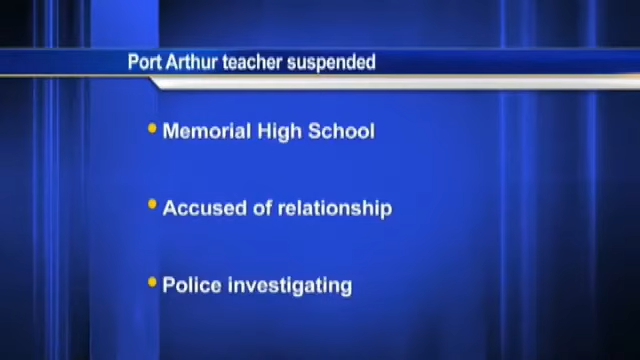 Port Arthur teacher suspended
Memorial High School
Accused of relationship
Police investigating